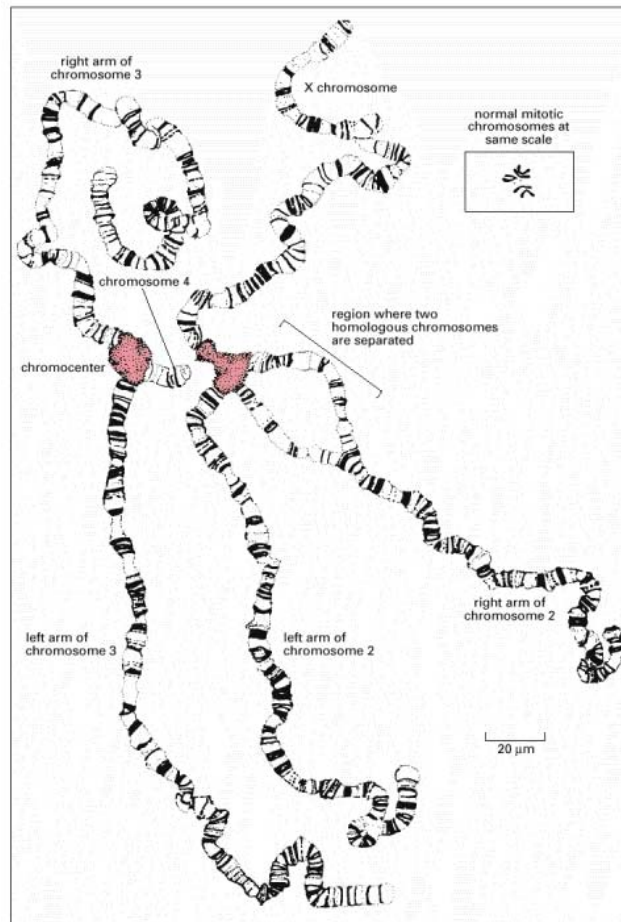 right arm of
chromosome 3
X chromosome
normal mitotic
chromosomes at
same scale
chromosome 4
region where two
homologous chromosomes
are separated
chromocenter
right arm of
chromosome 2
left arm of
chromosome 3
left arm of
chromosome 2
20 μm